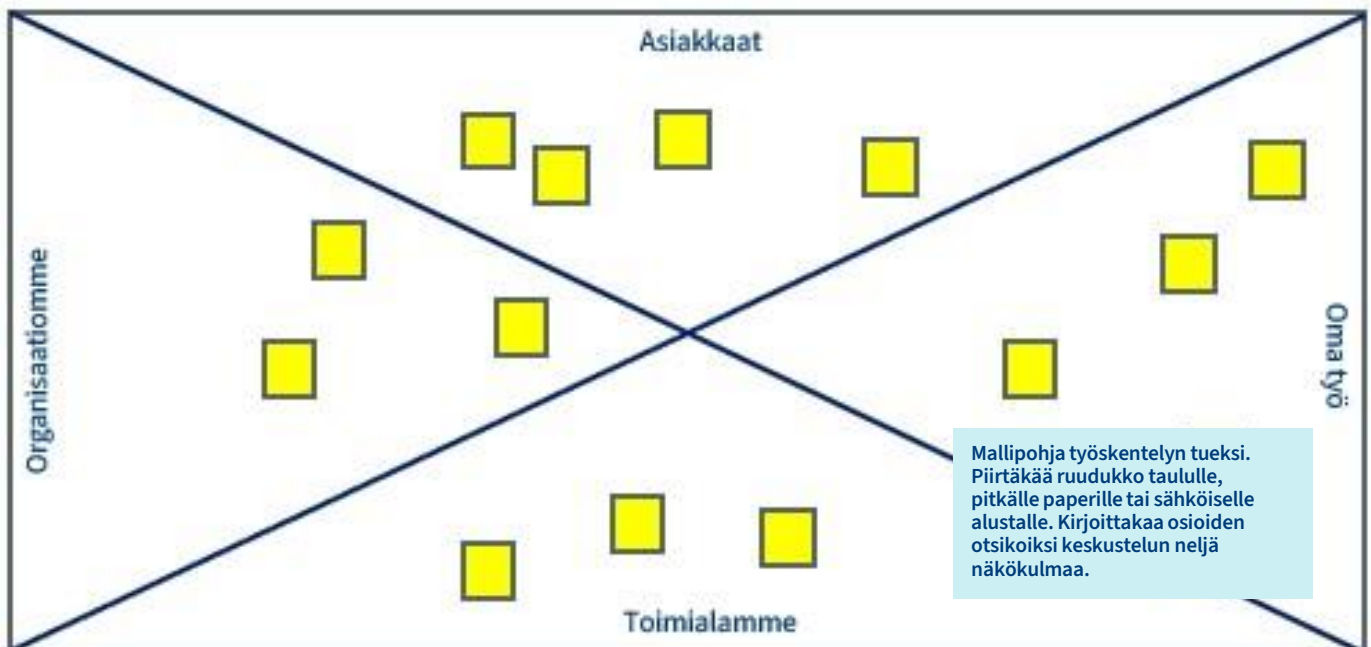 Asiakkaat
Organisaatiomme
Oma työ
Mallipohja työskentelyn tueksi.
Piirtäkää ruudukko taululle,
pitkälle paperille tai sähköiselle
alustalle. Kirjoittakaa osioiden
otsikoiksi keskustelun neljä
näkökulmaa.
Toimialamme